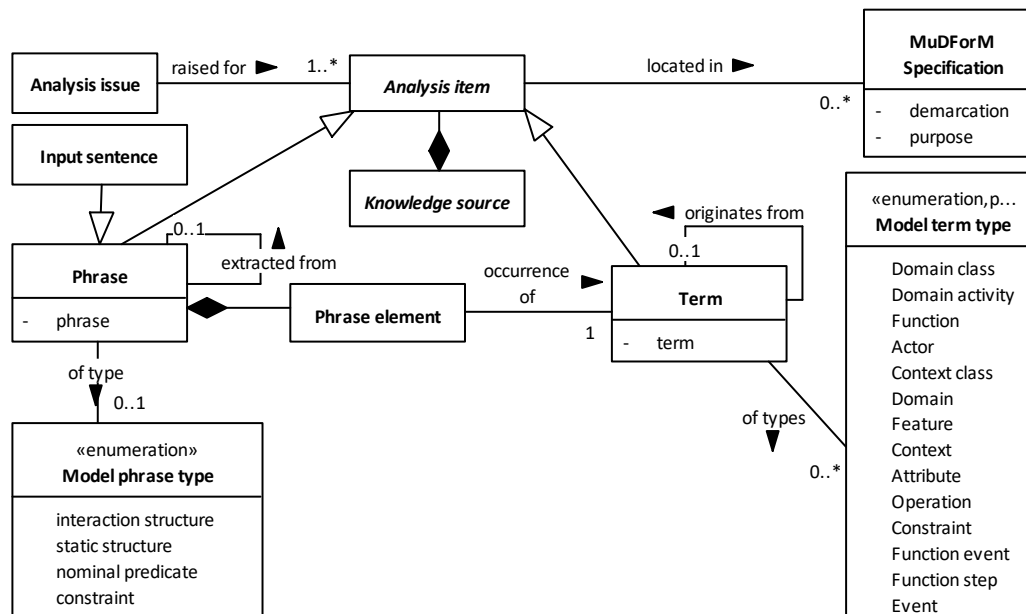 Analysis issue
raised for
1..*
Analysis item
located in
0..*
MuDForM
Specification
- demarcation
- purpose
Input sentence
Knowledge source
0..1
extracted from
Phrase
- phrase
Phrase element
occurrence
of
1
originates from
0..1
Term
- term
of type
0..1
of types
0..*
«enumeration»
Model phrase type
interaction structure
static structure
nominal predicate
constraint
«enumeration,p...
Model term type
Domain class
Domain activity
Function
Actor
Context class
Domain
Feature
Context
Attribute
Operation
Constraint
Function event
Function step
Event